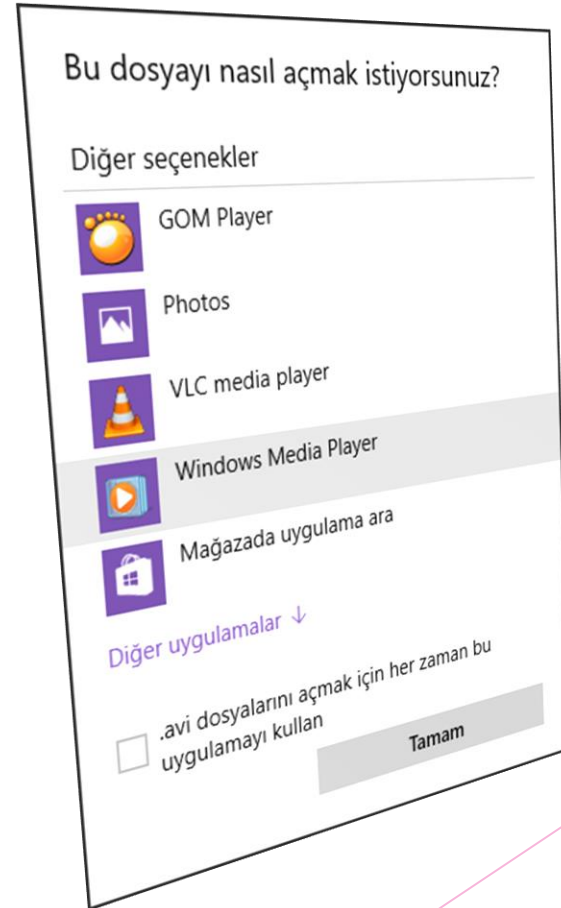 Bu dosyayı nasıl açmak istiyorsunuz?
Diğer seçenekler
GOM Player
Photos
VLC media player
Windows Media Player
Mağazada uygulama ara
Diğer uygulamalar ↓
.avi dosyalarını açmak için her zaman bu
uygulamayı kullan
Tamam